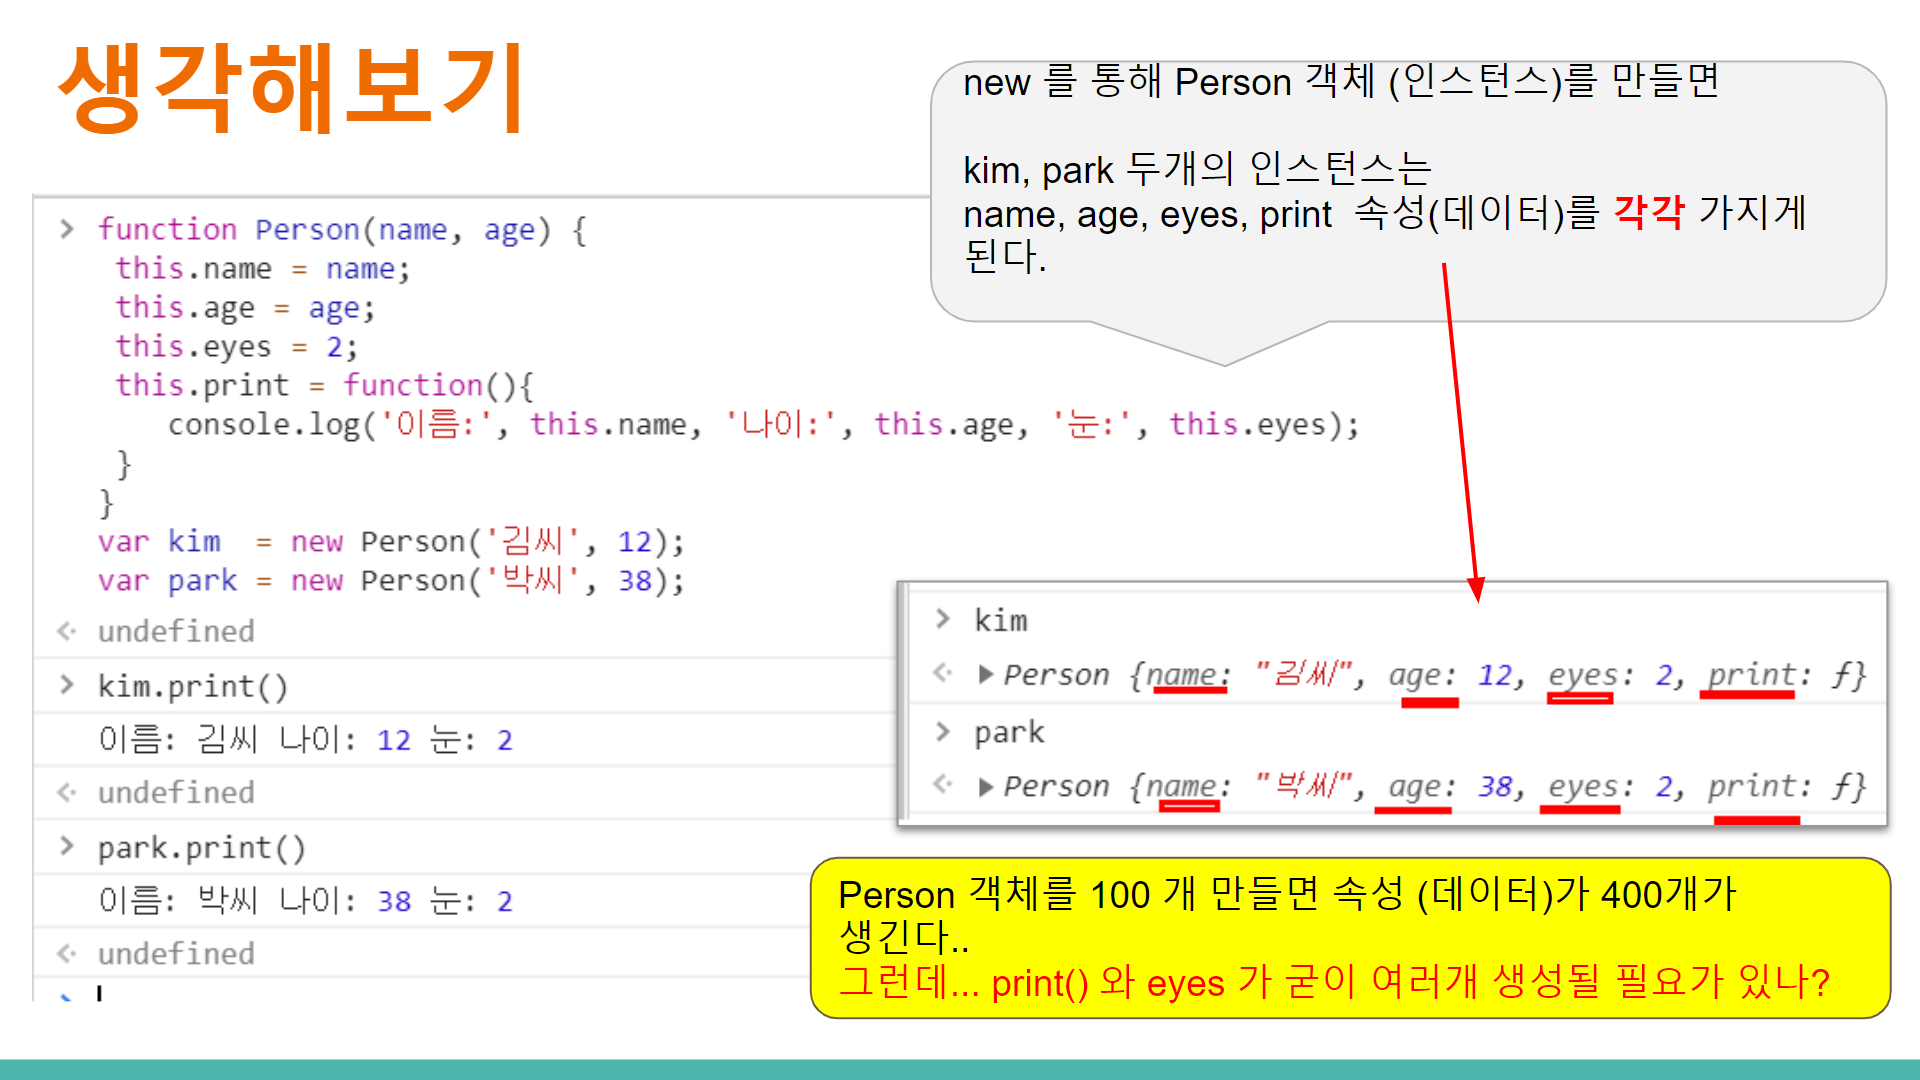 생각해보기
new 를 통해 Person 객체 (인스턴스)를 만들면
kim, park 두개의 인스턴스는
name, age, eyes, print 속성(데이터)를 각각 가지게
된다.
> function Person(name, age) {
this.name = name;
this.age = age;
this.eyes = 2;
this.print = function(){
console.log('이름:', this.name, '나이:', this.age, '눈:', this.eyes);
}
}
var kim = new Person('김씨', 12);
var park = new Person('박씨', 38);
undefined
> kim.print()
이름: 김씨 나이: 12 눈: 2
undefined
> park.print()
이름: 박씨 나이: 38 눈: 2
undefined
> kim
▶Person {name: "김씨", age: 12, eyes: 2, print: ƒ}
> park
▶Person {name: "박씨", age: 38, eyes: 2, print: ƒ}
Person 객체를 100 개 만들면 속성 (데이터)가 400개가
생긴다..
그런데... print() 와 eyes 가 굳이 여러개 생성될 필요가 있나?